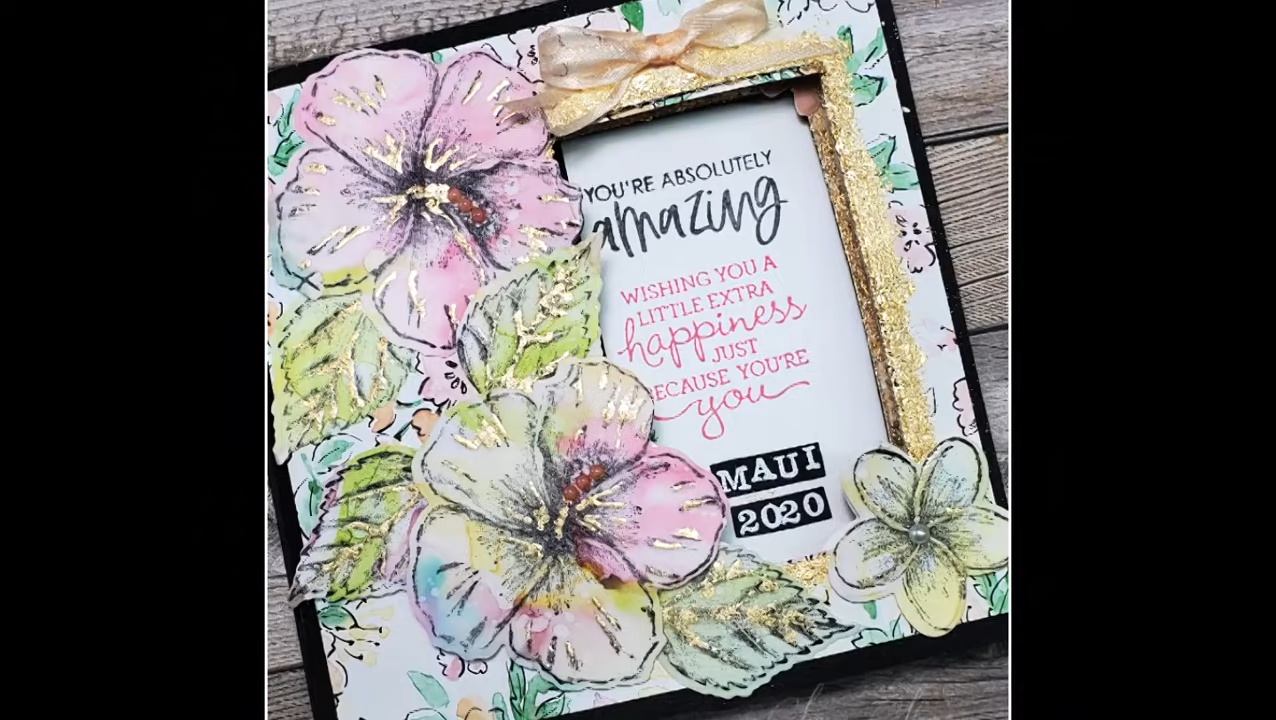 YOU'RE ABSOLUTELY
amazing
WISHING YOU A
LITTLE EXTRA
happiness
JUST
BECAUSE YOU'RE
you
MAUI
2020